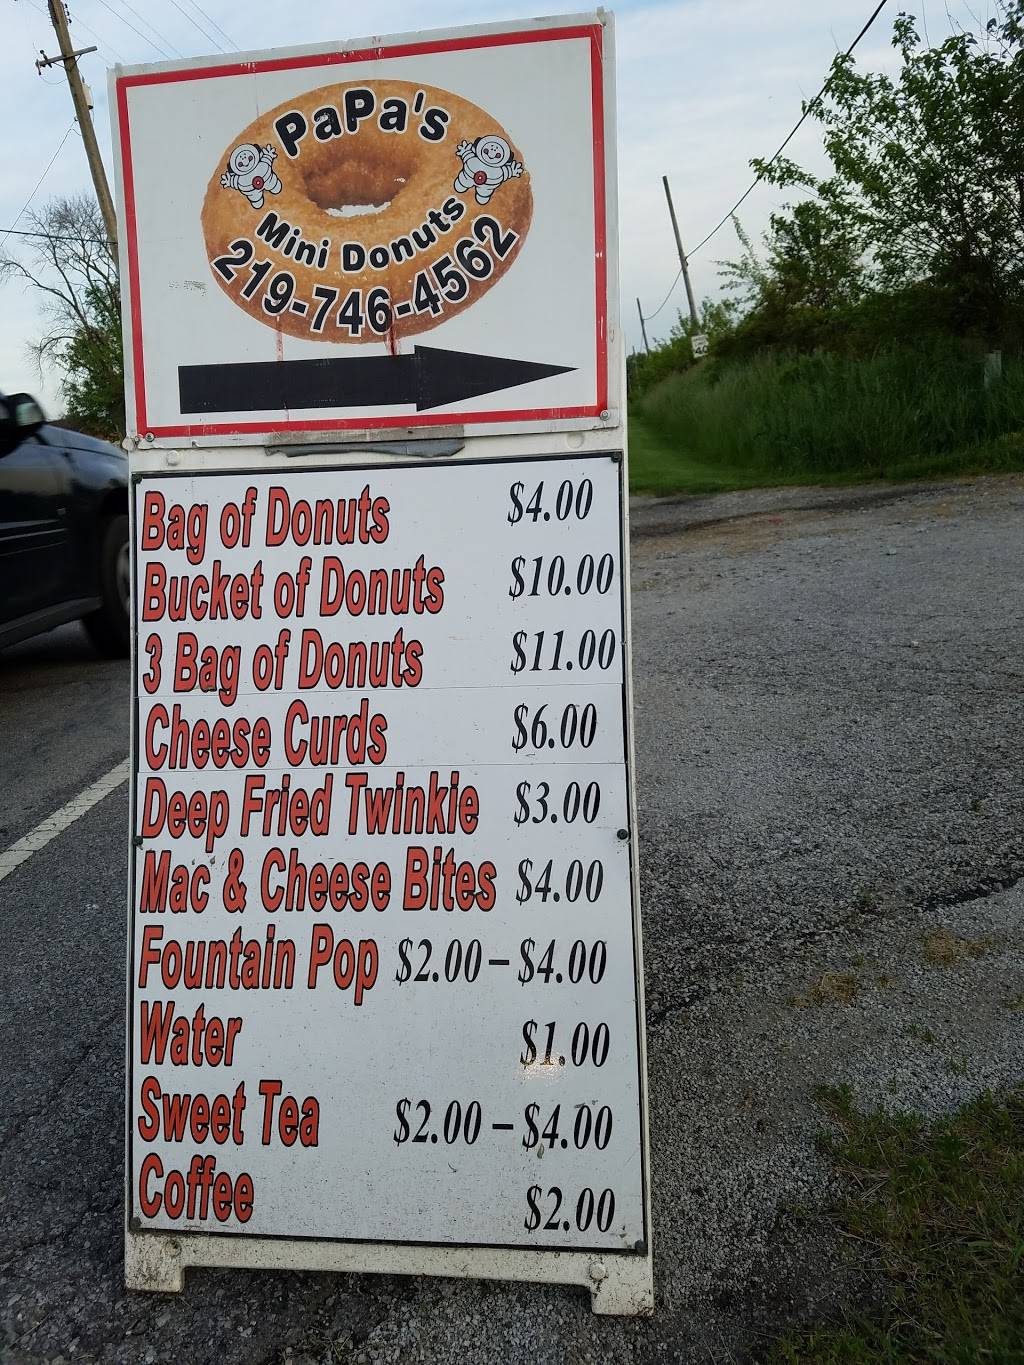 PaPa's
Mini Donuts
219-746-4562
Bag of Donuts $4.00
Bucket of Donuts $10.00
3 Bag of Donuts $11.00
Cheese Curds $6.00
Deep Fried Twinkie $3.00
Mac & Cheese Bites $4.00
Fountain Pop $2.00 – $4.00
Water $1.00
Sweet Tea $2.00 – $4.00
Coffee $2.00